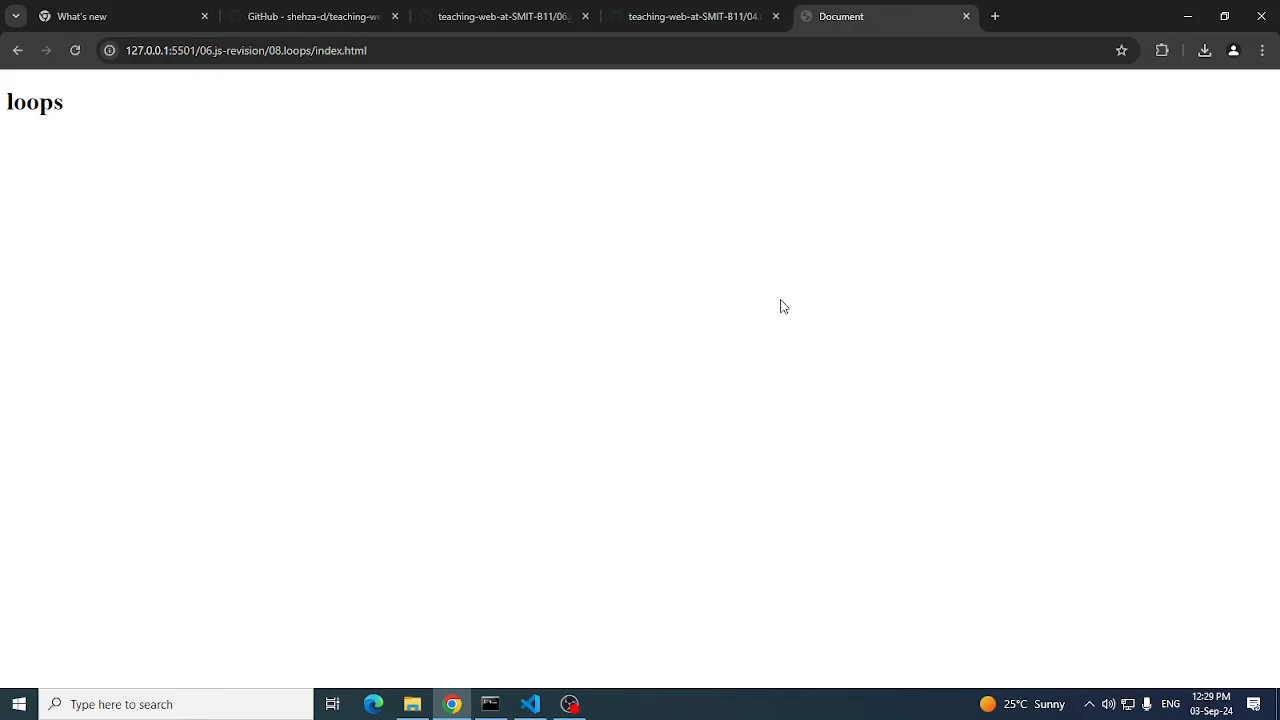 What's new
GitHub - shehza-d/teaching-we
teaching-web-at-SMIT-B11/06.
teaching-web-at-SMIT-B11/04.
Document
127.0.0.1:5501/06.js-revision/08.loops/index.html
loops
Type here to search
25°C Sunny
ENG
12:29 PM
03-Sep-24